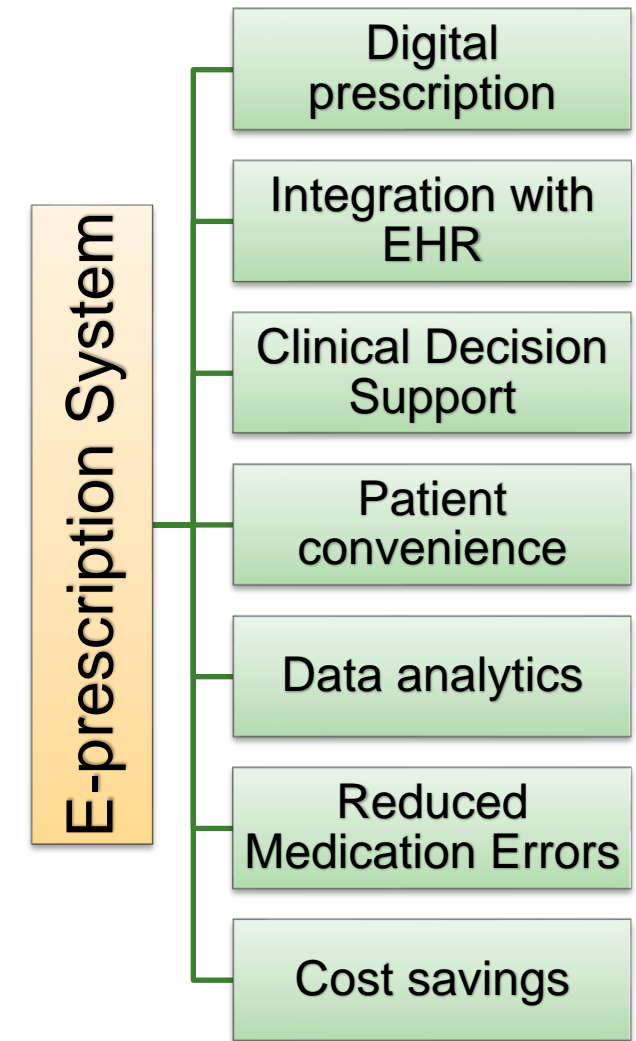 E-prescription System
Digital
prescription
Integration with
EHR
Clinical Decision
Support
Patient
convenience
Data analytics
Reduced
Medication Errors
Cost savings